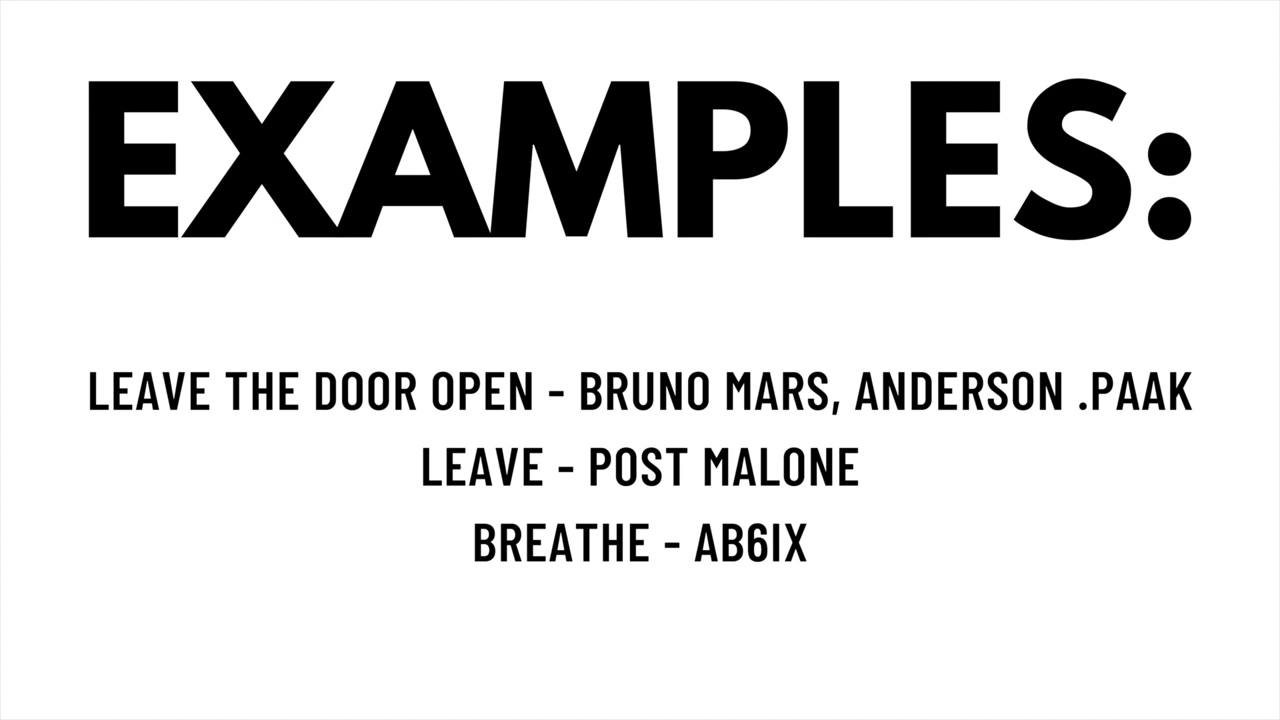 EXAMPLES:
LEAVE THE DOOR OPEN - BRUNO MARS, ANDERSON .PAAK
LEAVE - POST MALONE
BREATHE - AB6IX